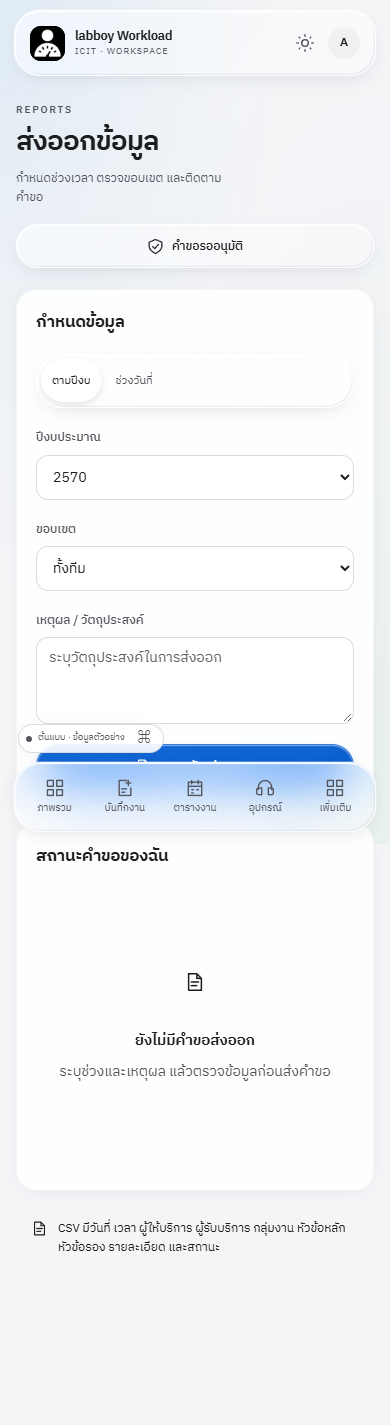 labboy Workload
ICIT · WORKSPACE
A
REPORTS
ส่งออกข้อมูล
กำหนดช่วงเวลา ตรวจขอบเขต และติดตาม
คำขอ
คำขอรออนุมัติ
กำหนดข้อมูล
ตามปีงบ
ช่วงวันที่
ปีงบประมาณ
2570
ขอบเขต
ทั้งทีม
เหตุผล / วัตถุประสงค์
ระบุวัตถุประสงค์ในการส่งออก
ต้นแบบ · ข้อมูลตัวอย่าง ⌘
ภาพรวม
บันทึกงาน
ตารางงาน
อุปกรณ์
เพิ่มเติม
สถานะคำขอของฉัน
ยังไม่มีคำขอส่งออก
ระบุช่วงและเหตุผล แล้วตรวจข้อมูลก่อนส่งคำขอ
CSV มีวันที่ เวลา ผู้ให้บริการ ผู้รับบริการ กลุ่มงาน หัวข้อหลัก
หัวข้อรอง รายละเอียด และสถานะ